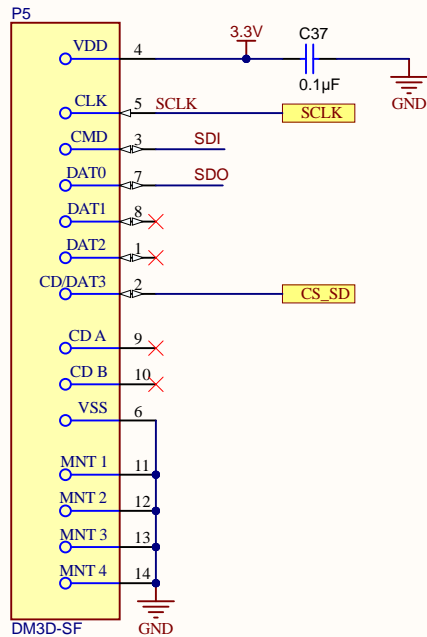 P5
3.3V
C37
VDD 4
0.1µF
GND
CLK 5 SCLK SCLK
CMD 3 SDI
DAT0 7 SDO
DAT1 8
DAT2 1
CD/DAT3 2 CS_SD
CD A 9
CD B 10
VSS 6
MNT 1 11
MNT 2 12
MNT 3 13
MNT 4 14
DM3D-SF
GND